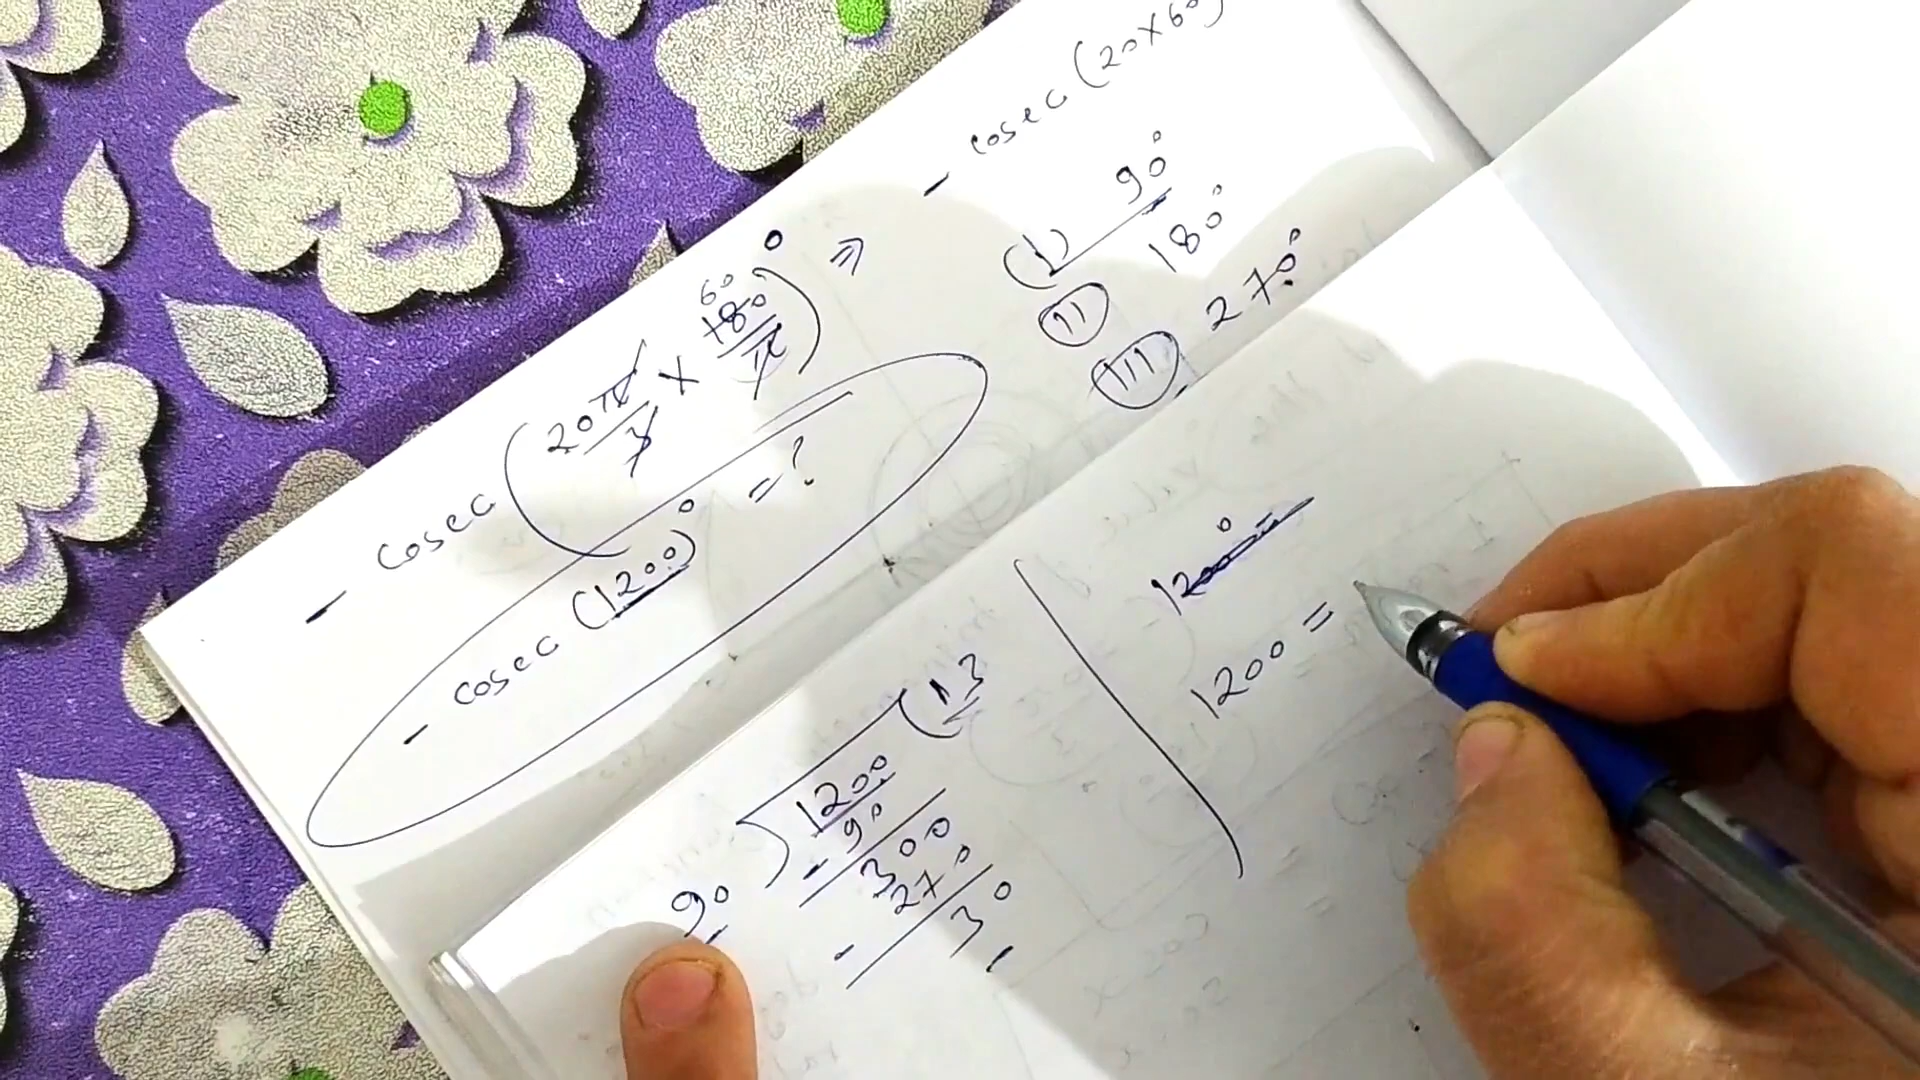 - cosec (20π/3 × 180/π)° ⇒ - cosec (20×60)
60
- cosec (1200)° = ?
(I) 90°
(II) 180°
(III) 270°
90) 1200 (13
- 90
300
- 270
30
1200°
1200 =